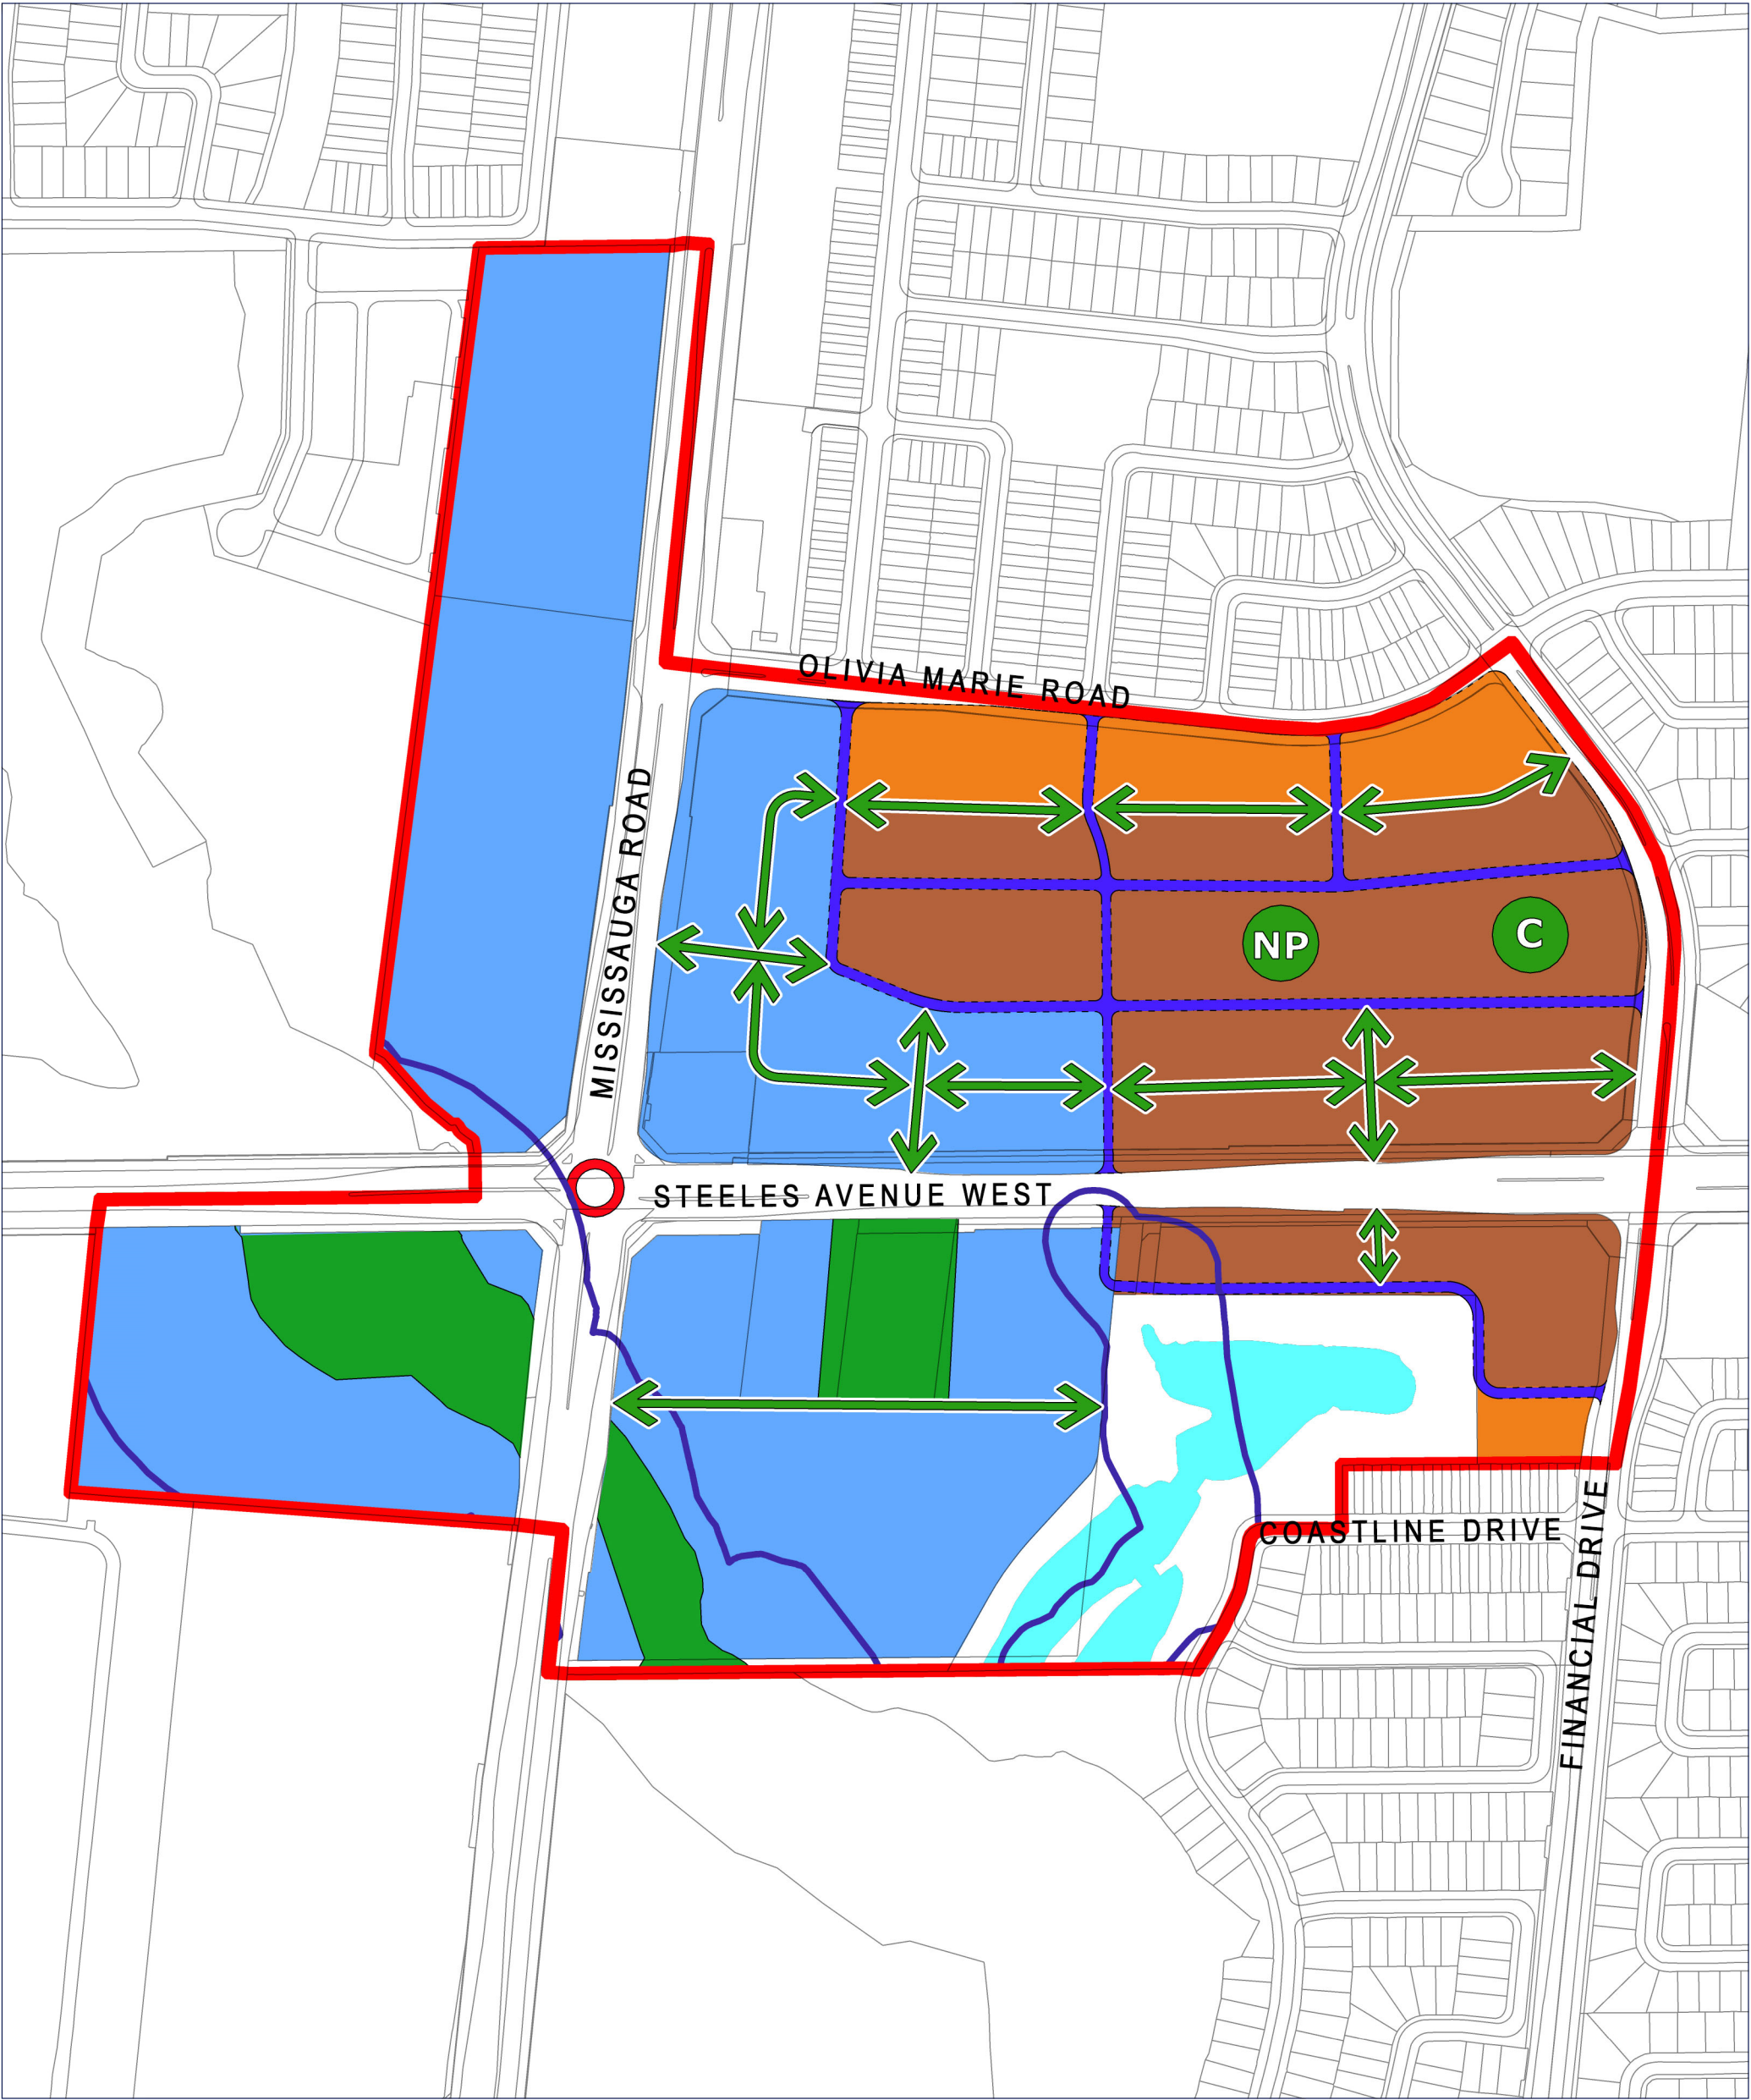 OLIVIA MARIE ROAD
MISSISSAUGA ROAD
NP
C
STEELES AVENUE WEST
COASTLINE DRIVE
FINANCIAL DRIVE